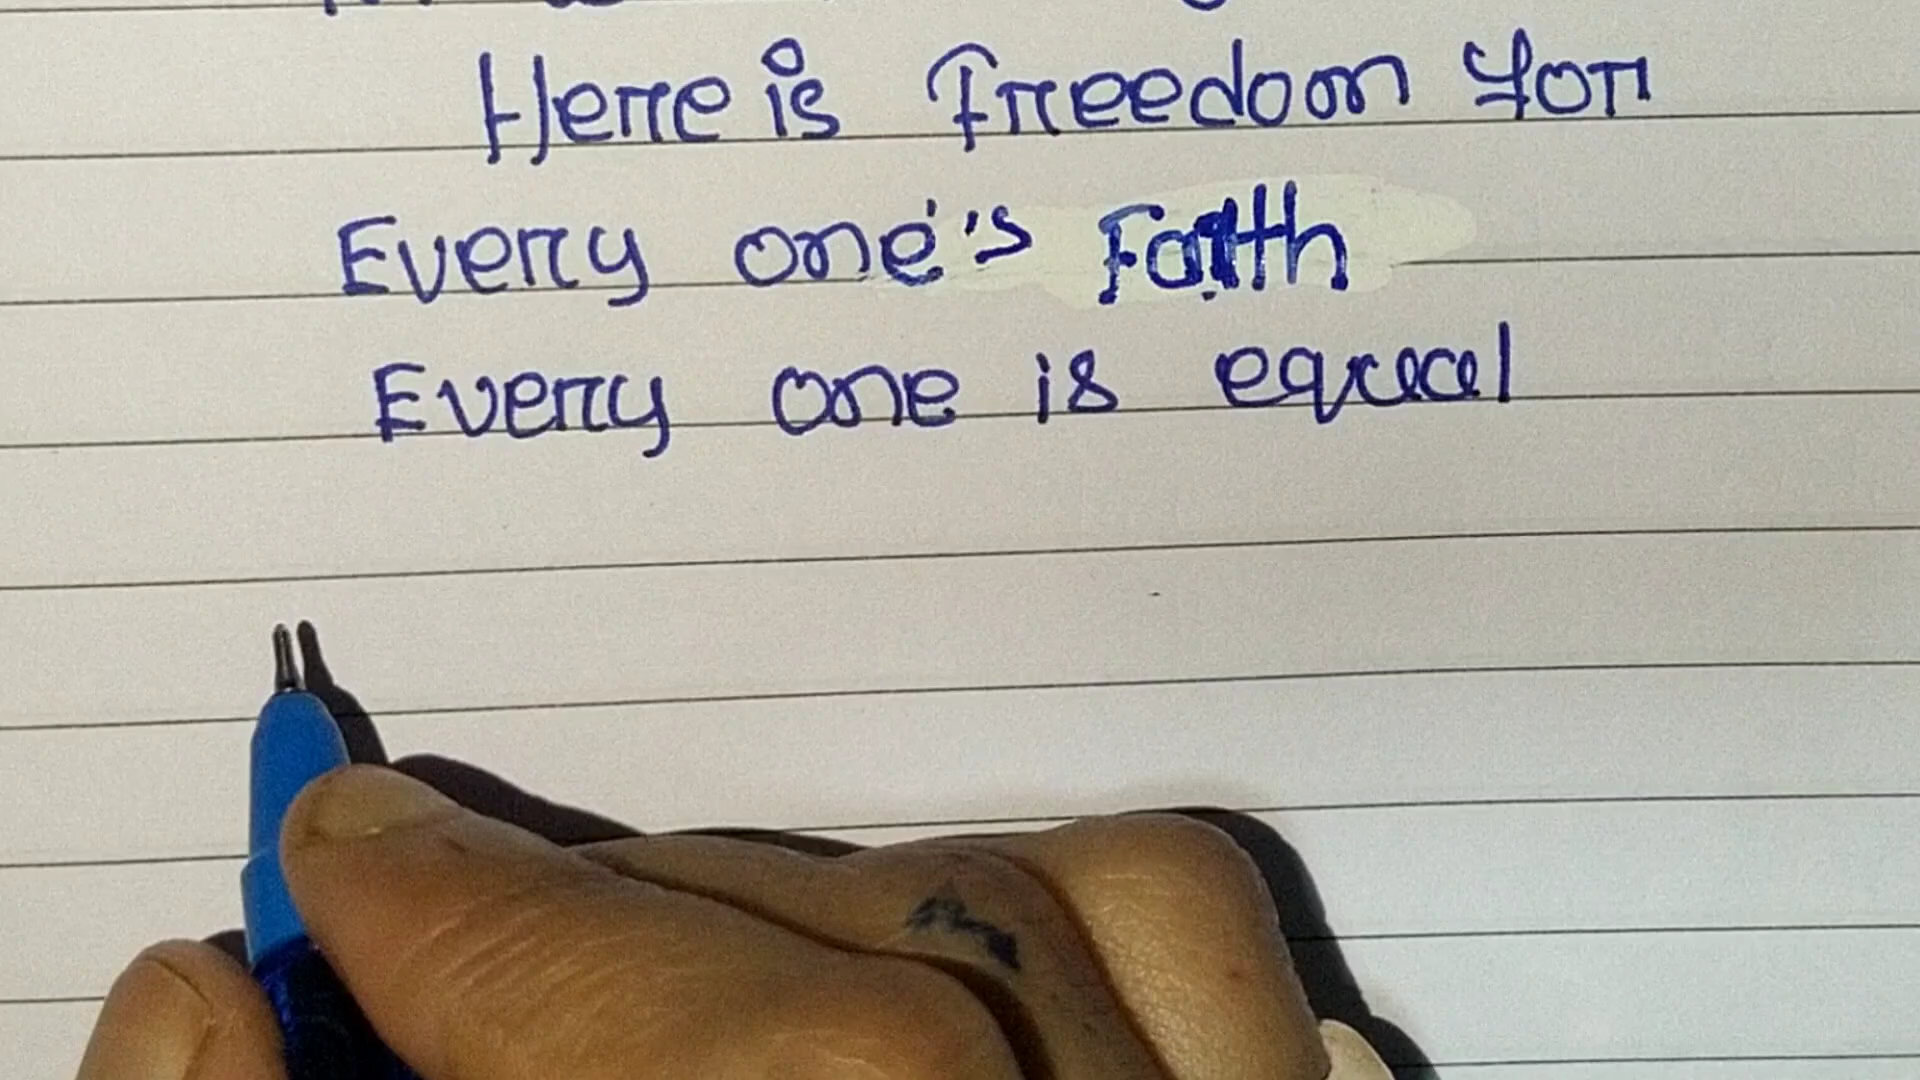 Here is Freedom For
Every one's Faith
Every one is equal